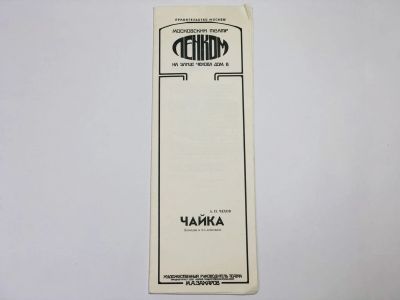 ПРАВИТЕЛЬСТВО МОСКВЫ
МОСКОВСКИЙ ТЕАТР
ЛЕНКОМ
НА УЛИЦЕ ЧЕХОВА ДОМ 6
А. П. ЧЕХОВ
ЧАЙКА
ХУДОЖЕСТВЕННЫЙ РУКОВОДИТЕЛЬ ТЕАТРА
М.А.ЗАХАРОВ